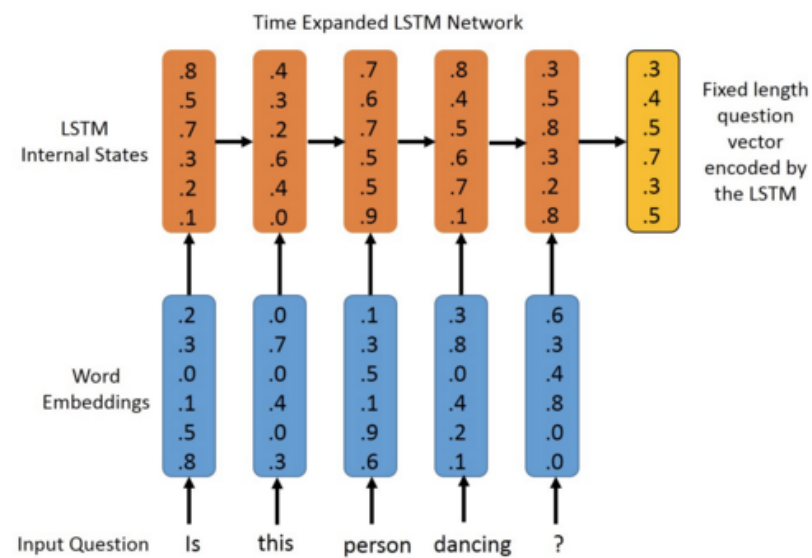 Time Expanded LSTM Network
LSTM
Internal States
.8 .4 .7 .8 .3 .3
.5 .3 .6 .4 .5 .4
.7 .2 .7 .5 .8 .5
.3 .6 .5 .6 .3 .7
.2 .4 .5 .7 .2 .3
.1 .0 .9 .1 .8 .5
Fixed length
question
vector
encoded by
the LSTM
Word
Embeddings
.2 .0 .1 .3 .6
.3 .7 .3 .8 .3
.0 .0 .5 .0 .4
.1 .4 .1 .4 .8
.5 .0 .9 .2 .0
.8 .3 .6 .1 .0
Input Question Is this person dancing ?